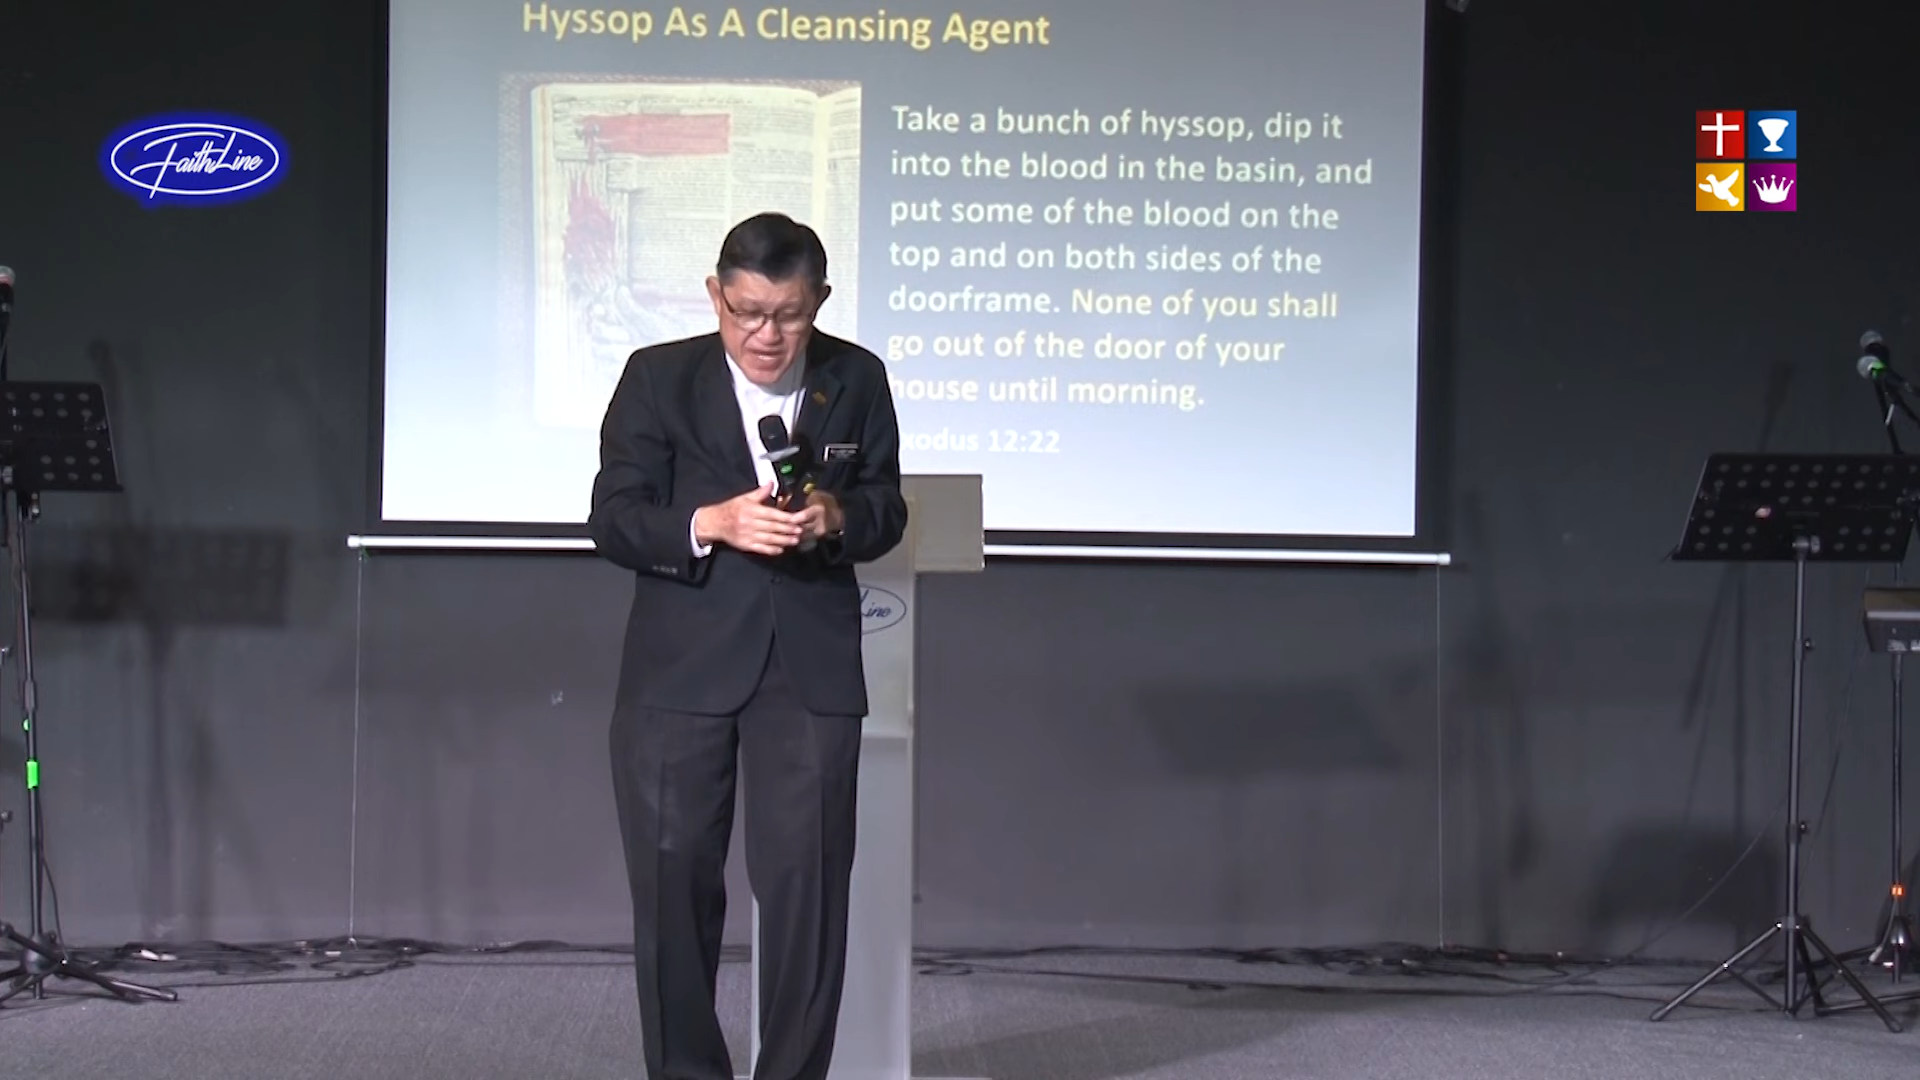 Hyssop As A Cleansing Agent
FaithLine
Take a bunch of hyssop, dip it
into the blood in the basin, and
put some of the blood on the
top and on both sides of the
doorframe. None of you shall
go out of the door of your
house until morning.
xodus 12:22
Line